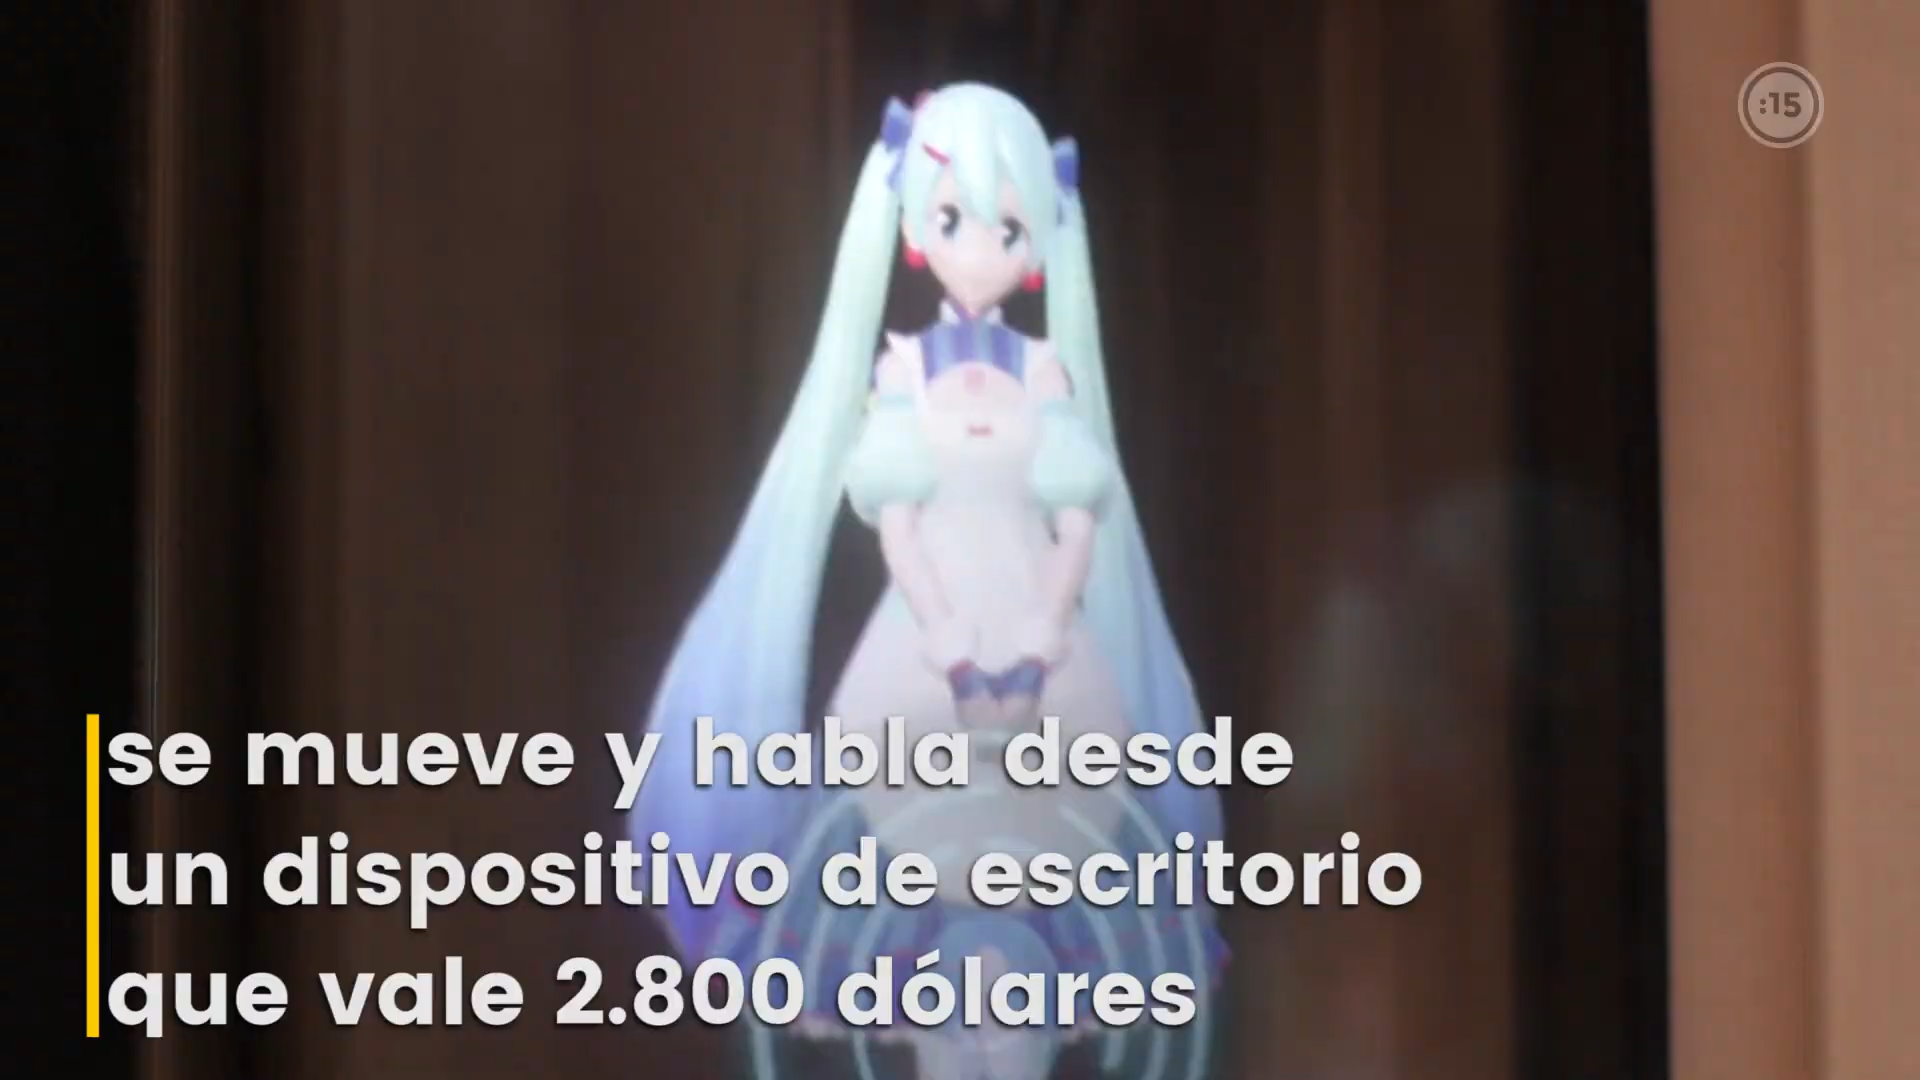 :15
se mueve y habla desde
un dispositivo de escritorio
que vale 2.800 dólares